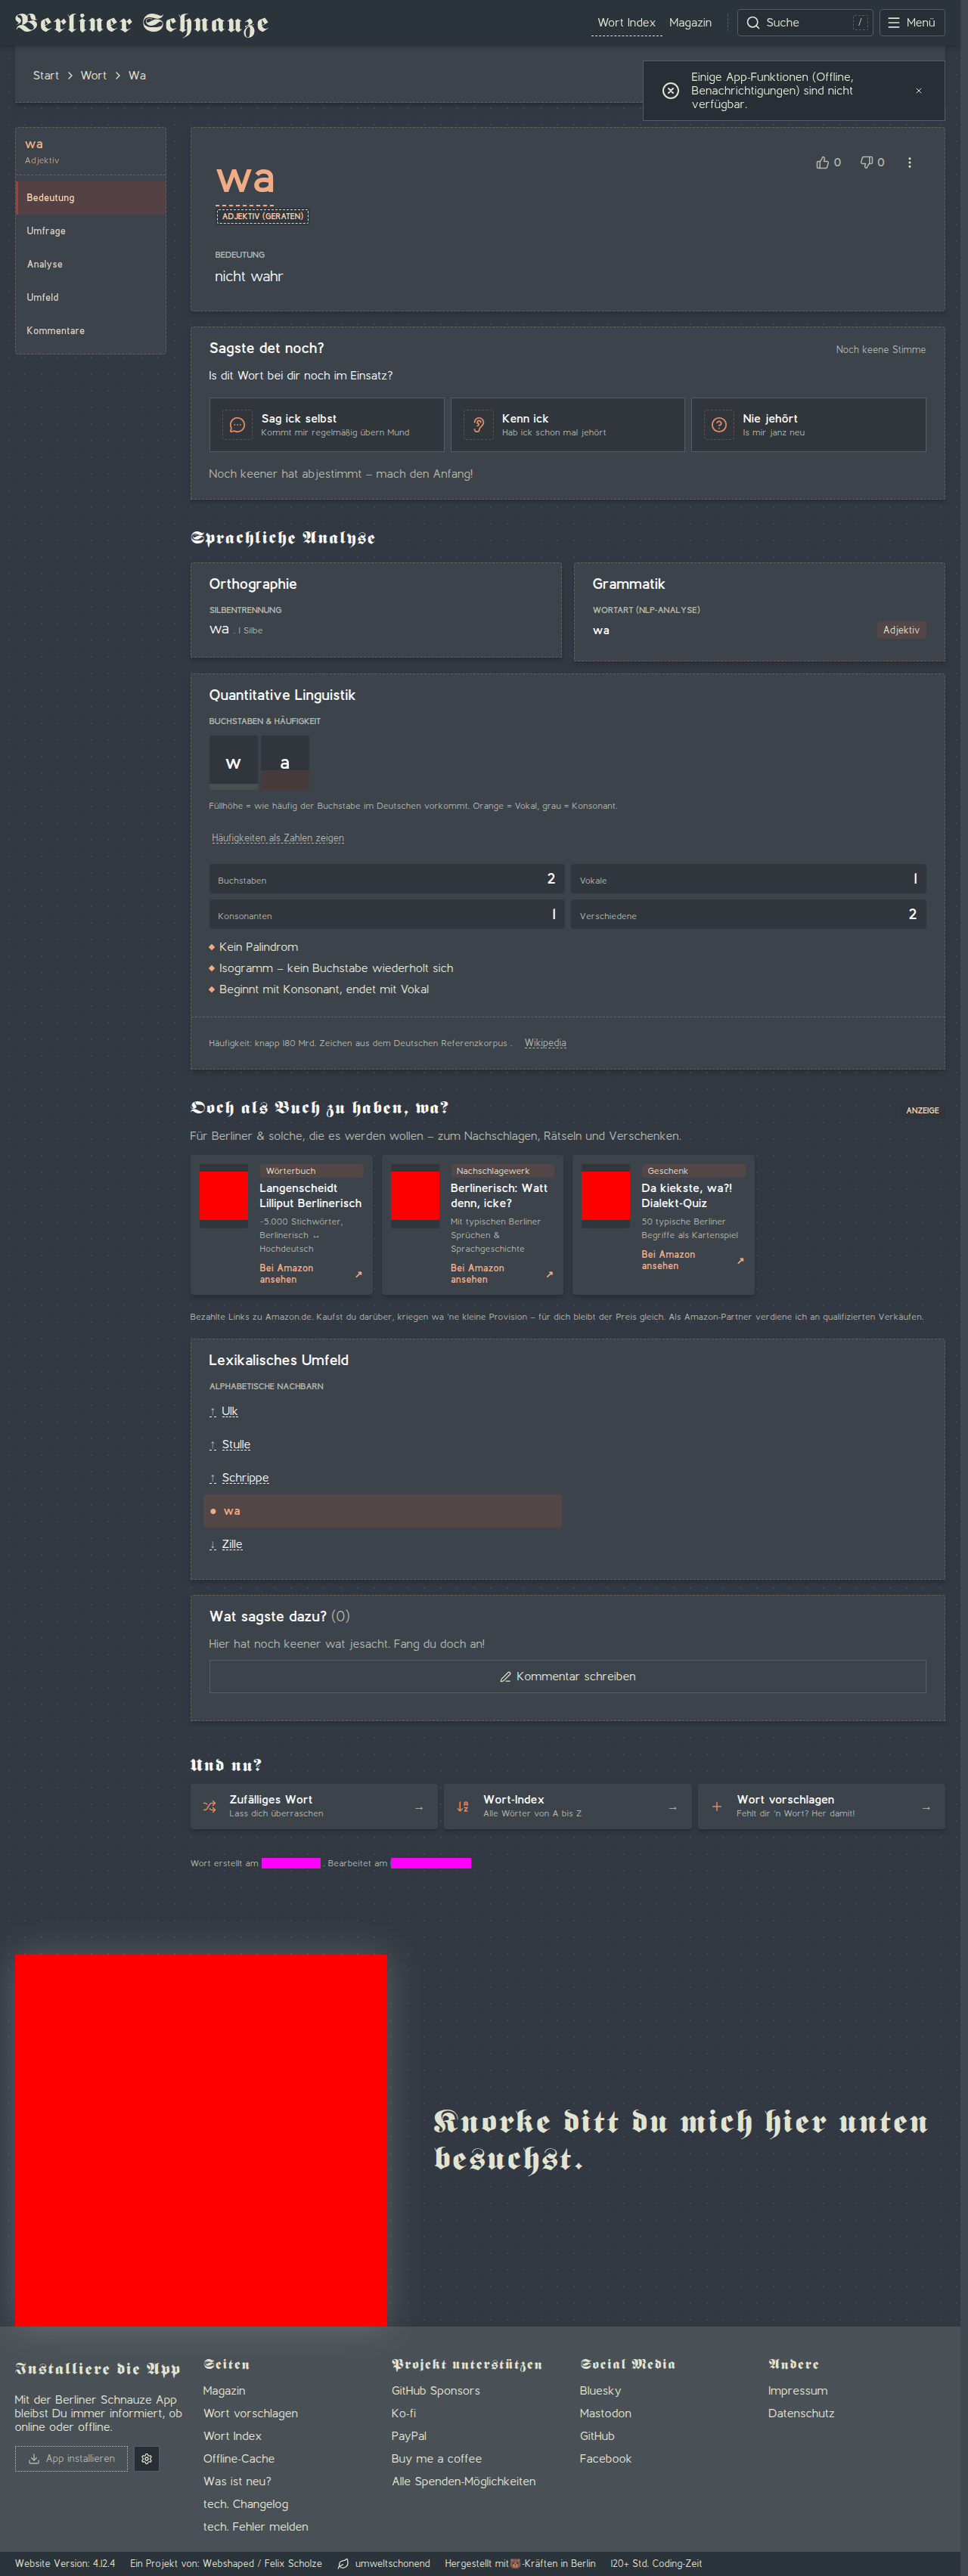 Berliner Schnauze
Wort Index Magazin Suche / Menü
Start > Wort > Wa
Einige App-Funktionen (Offline,
Benachrichtigungen) sind nicht
verfügbar.
wa
Adjektiv
Bedeutung
Umfrage
Analyse
Umfeld
Kommentare
wa
0 0
ADJEKTIV (GERATEN)
BEDEUTUNG
nicht wahr
Sagste det noch?
Noch keene Stimme
Is dit Wort bei dir noch im Einsatz?
Sag ick selbst
Kommt mir regelmäßig übern Mund
Kenn ick
Hab ick schon mal jehört
Nie jehört
Is mir janz neu
Noch keener hat abjestimmt – mach den Anfang!
Sprachliche Analyse
Orthographie
SILBENTRENNUNG
wa · 1 Silbe
Grammatik
WORTART (NLP-ANALYSE)
wa Adjektiv
Quantitative Linguistik
BUCHSTABEN & HÄUFIGKEIT
w a
Füllhöhe = wie häufig der Buchstabe im Deutschen vorkommt. Orange = Vokal, grau = Konsonant.
Häufigkeiten als Zahlen zeigen
Buchstaben 2
Vokale 1
Konsonanten 1
Verschiedene 2
Kein Palindrom
Isogramm – kein Buchstabe wiederholt sich
Beginnt mit Konsonant, endet mit Vokal
Häufigkeit: knapp 180 Mrd. Zeichen aus dem Deutschen Referenzkorpus . Wikipedia
Doch als Buch zu haben, wa?
ANZEIGE
Für Berliner & solche, die es werden wollen – zum Nachschlagen, Rätseln und Verschenken.
Wörterbuch
Langenscheidt
Lilliput Berlinerisch
~5.000 Stichwörter,
Berlinerisch ↔
Hochdeutsch
Bei Amazon
ansehen ↗
Nachschlagewerk
Berlinerisch: Watt
denn, icke?
Mit typischen Berliner
Sprüchen &
Sprachgeschichte
Bei Amazon
ansehen ↗
Geschenk
Da kiekste, wa?!
Dialekt-Quiz
50 typische Berliner
Begriffe als Kartenspiel
Bei Amazon
ansehen ↗
Bezahlte Links zu Amazon.de. Kaufst du darüber, kriegen wa 'ne kleine Provision – für dich bleibt der Preis gleich. Als Amazon-Partner verdiene ich an qualifizierten Verkäufen.
Lexikalisches Umfeld
ALPHABETISCHE NACHBARN
↑ Ulk
↑ Stulle
↑ Schrippe
wa
↓ Zille
Wat sagste dazu? (0)
Hier hat noch keener wat jesacht. Fang du doch an!
Kommentar schreiben
Und nu?
Zufälliges Wort
Lass dich überraschen
→
Wort-Index
Alle Wörter von A bis Z
→
Wort vorschlagen
Fehlt dir 'n Wort? Her damit!
→
Wort erstellt am . Bearbeitet am
Knorke ditt du mich hier unten
besuchst.
Installiere die App
Mit der Berliner Schnauze App
bleibst Du immer informiert, ob
online oder offline.
App installieren
Seiten
Magazin
Wort vorschlagen
Wort Index
Offline-Cache
Was ist neu?
tech. Changelog
tech. Fehler melden
Projekt unterstützen
GitHub Sponsors
Ko-fi
PayPal
Buy me a coffee
Alle Spenden-Möglichkeiten
Social Media
Bluesky
Mastodon
GitHub
Facebook
Andere
Impressum
Datenschutz
Website Version: 4.12.4 Ein Projekt von: Webshaped / Felix Scholze umweltschonend Hergestellt mit🐻-Kräften in Berlin 120+ Std. Coding-Zeit